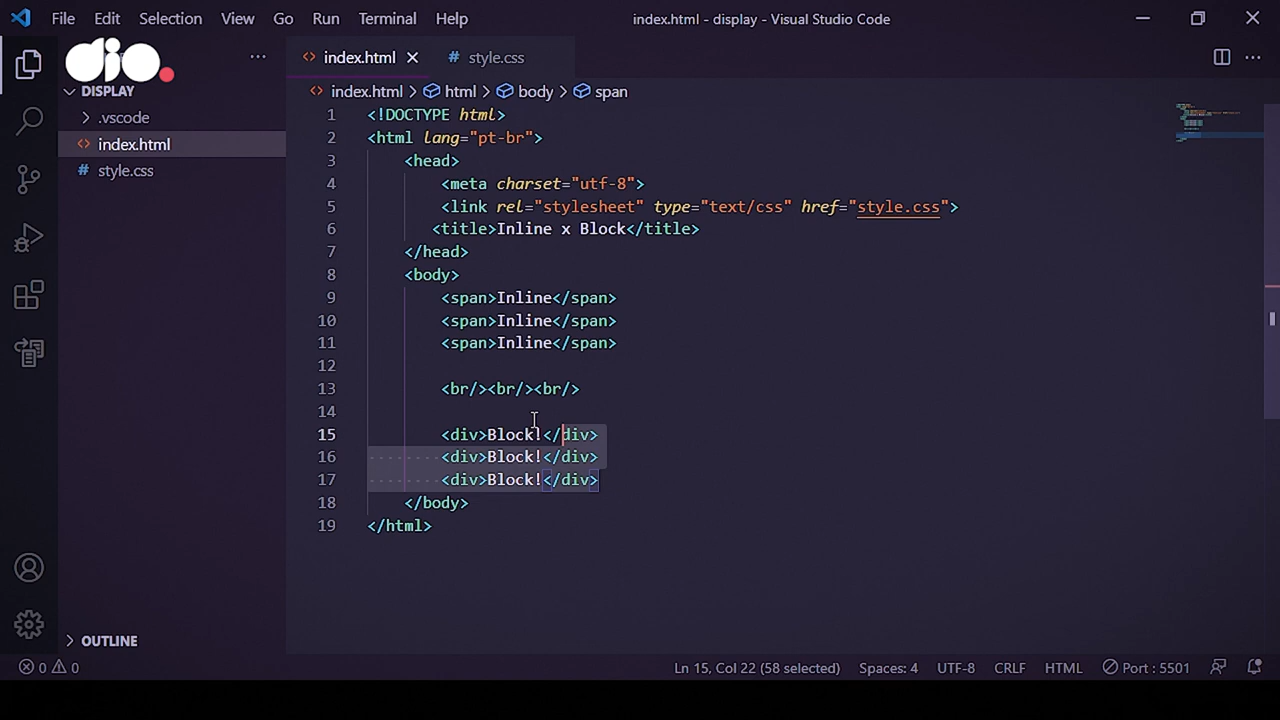 File Edit Selection View Go Run Terminal Help index.html - display - Visual Studio Code
dio
index.html # style.css
DISPLAY
index.html > html > body > span
.vscode
index.html
style.css
1 <!DOCTYPE html>
2 <html lang="pt-br">
3 <head>
4 <meta charset="utf-8">
5 <link rel="stylesheet" type="text/css" href="style.css">
6 <title>Inline x Block</title>
7 </head>
8 <body>
9 <span>Inline</span>
10 <span>Inline</span>
11 <span>Inline</span>
12
13 <br/><br/><br/>
14
15 <div>Block!</div>
16 <div>Block!</div>
17 <div>Block!</div>
18 </body>
19 </html>
OUTLINE
0 0 Ln 15, Col 22 (58 selected) Spaces: 4 UTF-8 CRLF HTML Port : 5501